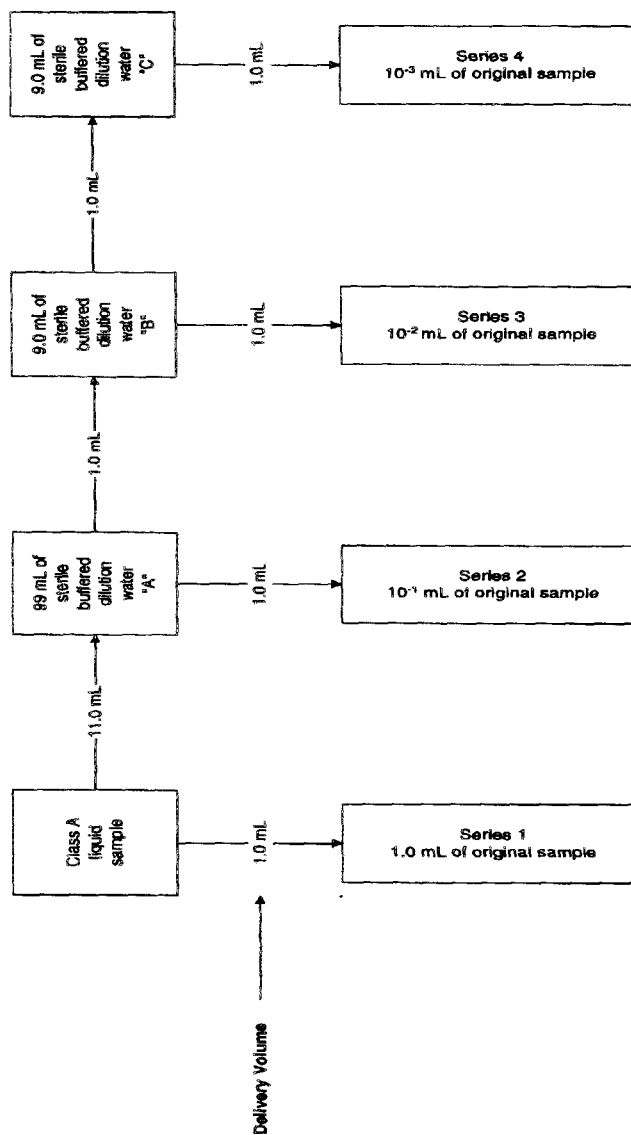 9.0 mL of
sterile
buffered
dilution
water
"C"
1.0 mL
Series 4
10⁻³ mL of original sample
1.0 mL
9.0 mL of
sterile
buffered
dilution
water
"B"
1.0 mL
Series 3
10⁻² mL of original sample
1.0 mL
99 mL of
sterile
buffered
dilution
water
"A"
1.0 mL
Series 2
10⁻¹ mL of original sample
11.0 mL
Class A
liquid
sample
1.0 mL
Series 1
1.0 mL of original sample
Delivery Volume